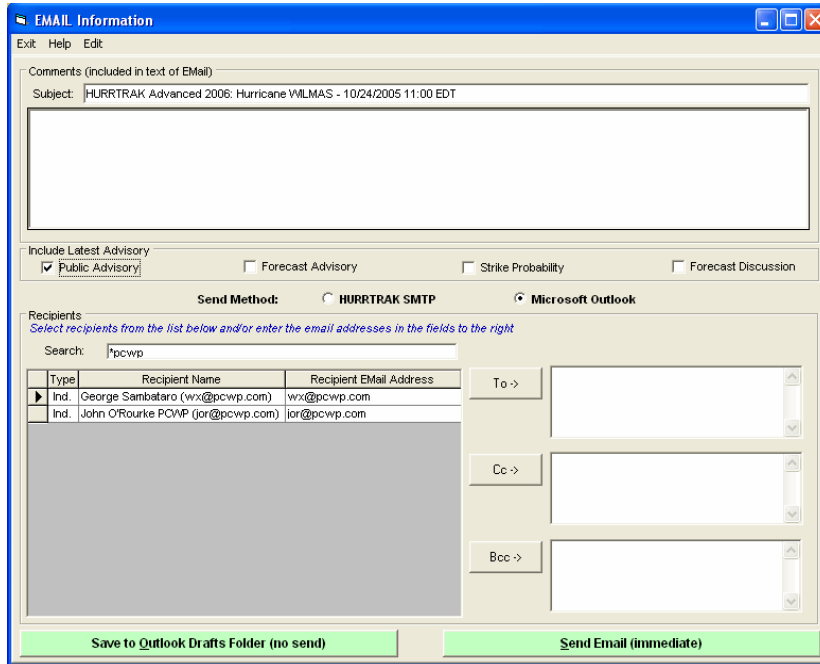 EMAIL Information
Exit Help Edit
Comments (included in text of EMail)
Subject: HURRTRAK Advanced 2006: Hurricane WILMAS - 10/24/2005 11:00 EDT
Include Latest Advisory
Public Advisory Forecast Advisory Strike Probability Forecast Discussion
Send Method: HURRTRAK SMTP Microsoft Outlook
Recipients
Select recipients from the list below and/or enter the email addresses in the fields to the right
Search: *pcwp
Type Recipient Name Recipient EMail Address
Ind. George Sambataro (wx@pcwp.com) wx@pcwp.com
Ind. John O'Rourke PCWP (jor@pcwp.com) jor@pcwp.com
To ->
Cc ->
Bcc ->
Save to Outlook Drafts Folder (no send) Send Email (immediate)